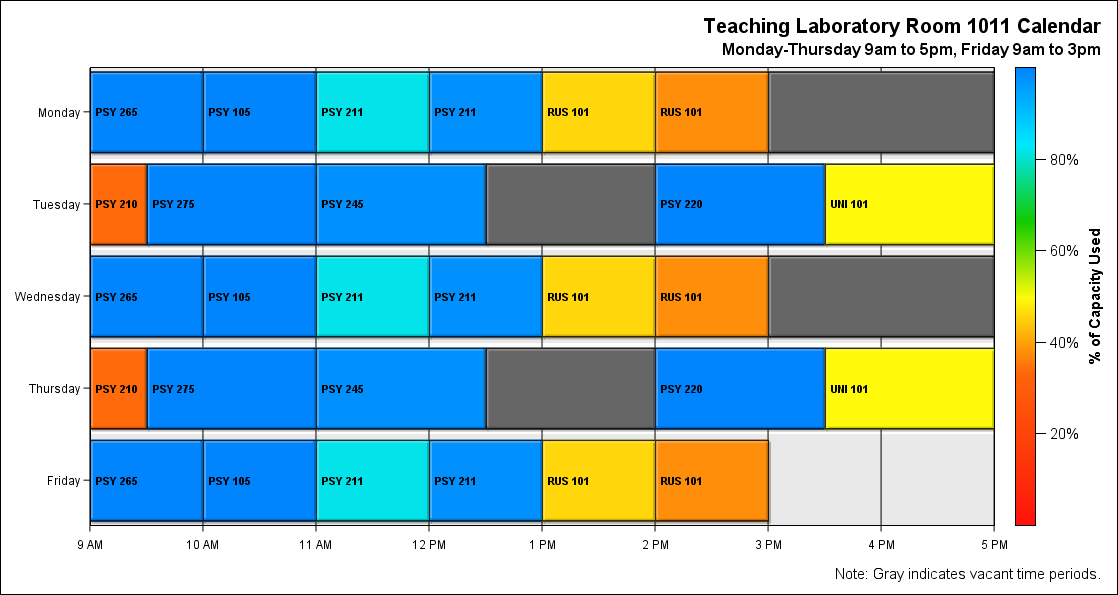 Teaching Laboratory Room 1011 Calendar
Monday-Thursday 9am to 5pm, Friday 9am to 3pm
Monday PSY 265 PSY 105 PSY 211 PSY 211 RUS 101 RUS 101
Tuesday PSY 210 PSY 275 PSY 245 PSY 220 UNI 101
Wednesday PSY 265 PSY 105 PSY 211 PSY 211 RUS 101 RUS 101
Thursday PSY 210 PSY 275 PSY 245 PSY 220 UNI 101
Friday PSY 265 PSY 105 PSY 211 PSY 211 RUS 101 RUS 101
9 AM 10 AM 11 AM 12 PM 1 PM 2 PM 3 PM 4 PM 5 PM
80%
60%
40%
20%
% of Capacity Used
Note: Gray indicates vacant time periods.